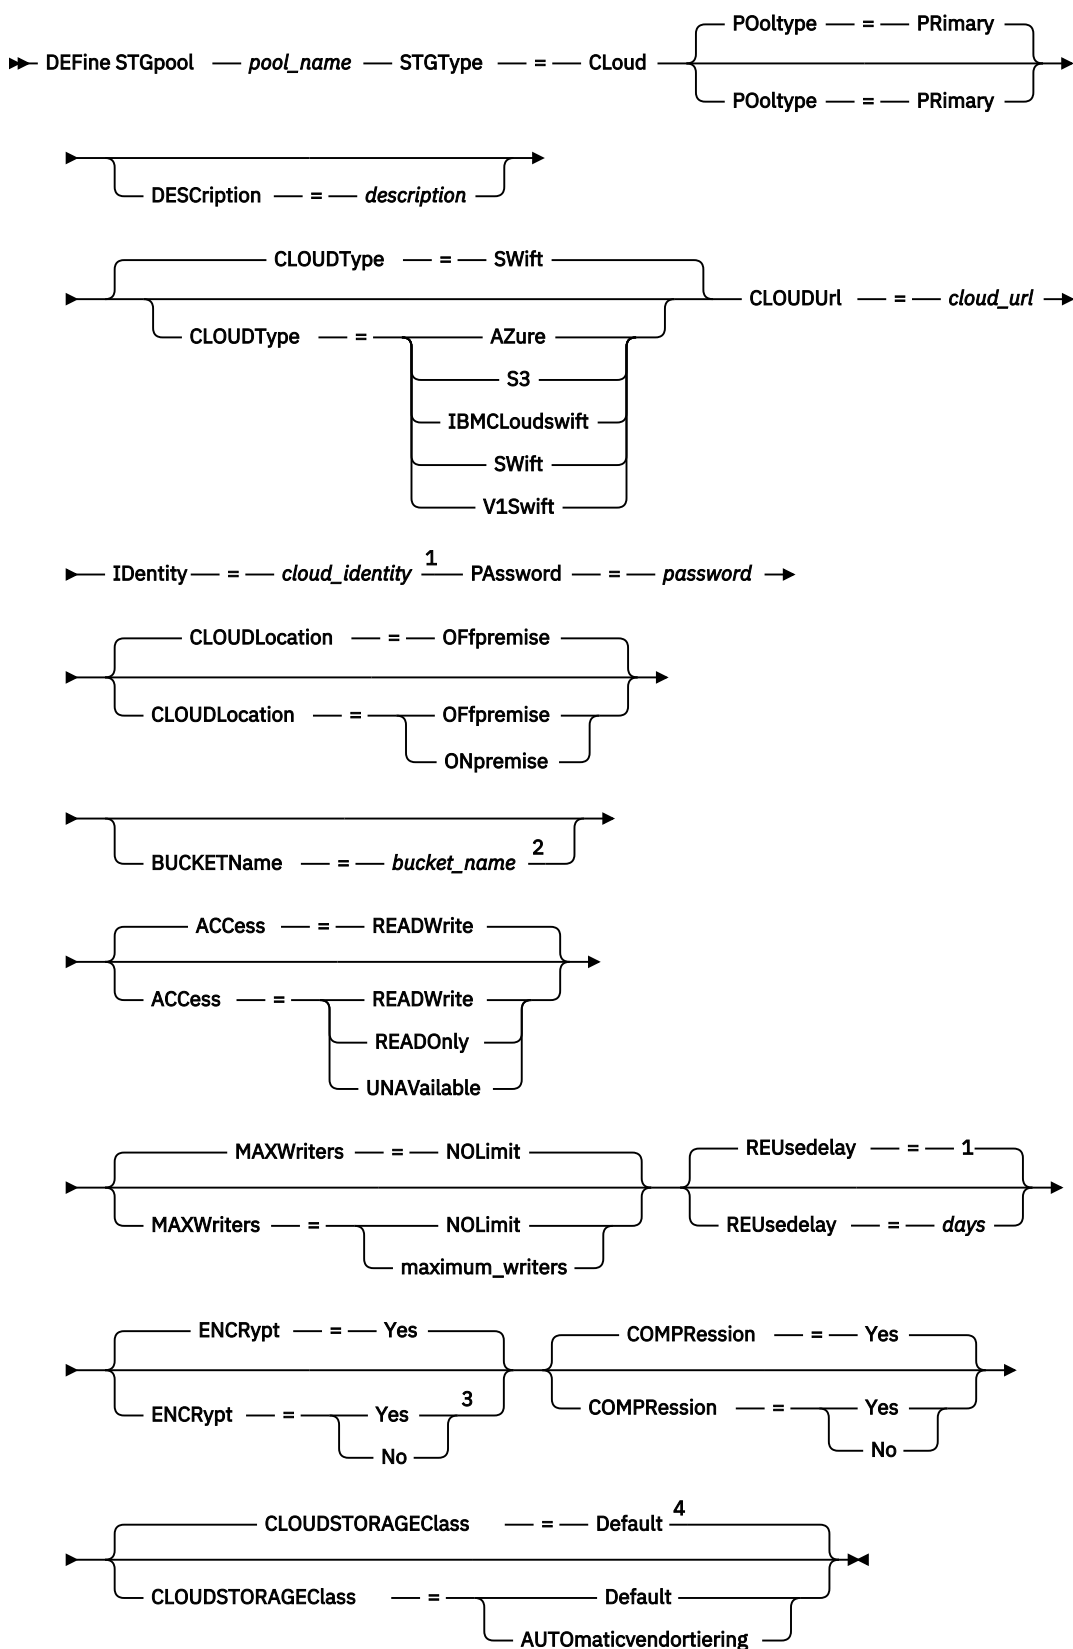 POoltype = PRimary
DEFine STGpool pool_name STGType = CLoud
POoltype = PRimary
DESCription = description
CLOUDType = SWift
CLOUDUrl = cloud_url
CLOUDType = AZure
S3
IBMCLoudswift
SWift
V1Swift
IDentity = cloud_identity 1 PAssword = password
CLOUDLocation = OFfpremise
CLOUDLocation = OFfpremise
ONpremise
BUCKETName = bucket_name 2
ACCess = READWrite
ACCess = READWrite
READOnly
UNAVailable
MAXWriters = NOLimit REUsedelay = 1
MAXWriters = NOLimit REUsedelay = days
maximum_writers
ENCRypt = Yes COMPRession = Yes
ENCRypt = Yes 3 COMPRession = Yes
No No
CLOUDSTORAGEClass = Default 4
CLOUDSTORAGEClass = Default
AUTOmaticvendortiering